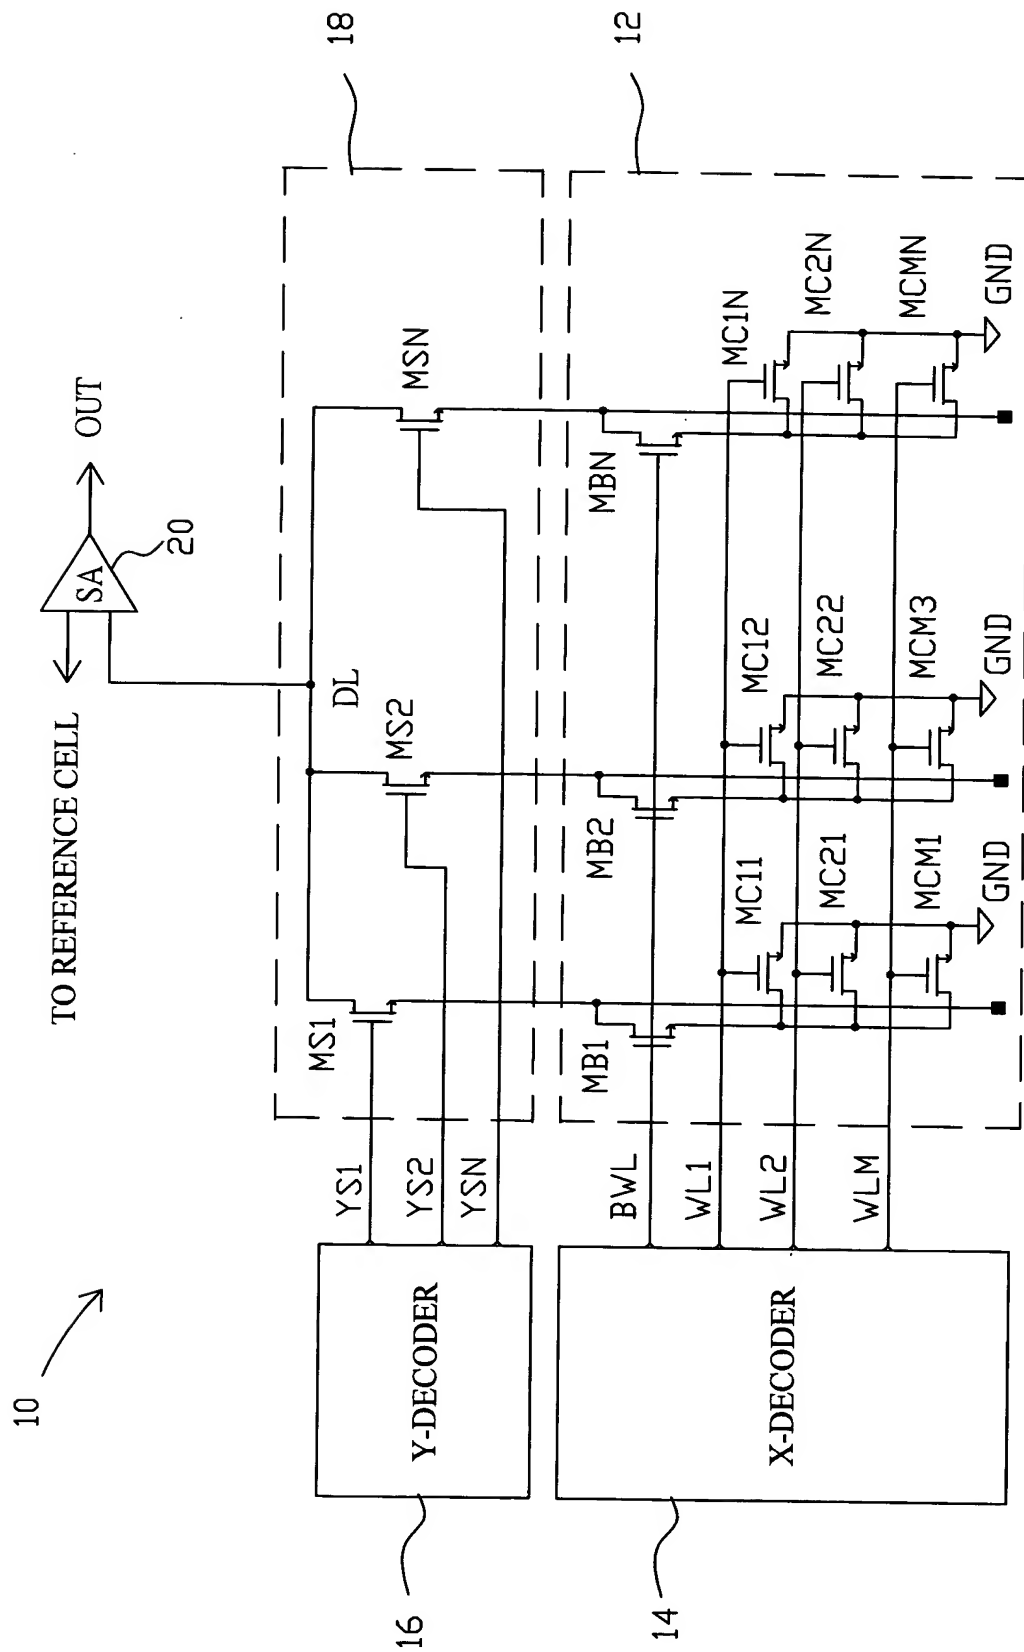 10
TO REFERENCE CELL
SA
OUT
20
18
DL
MS1
MS2
MSN
YS1
YS2
YSN
Y-DECODER
16
12
MB1
MB2
MBN
BWL
WL1
WL2
WLM
MC11
MC12
MC1N
MC21
MC22
MC2N
MCM1
MCM3
MCMN
GND
GND
GND
X-DECODER
14